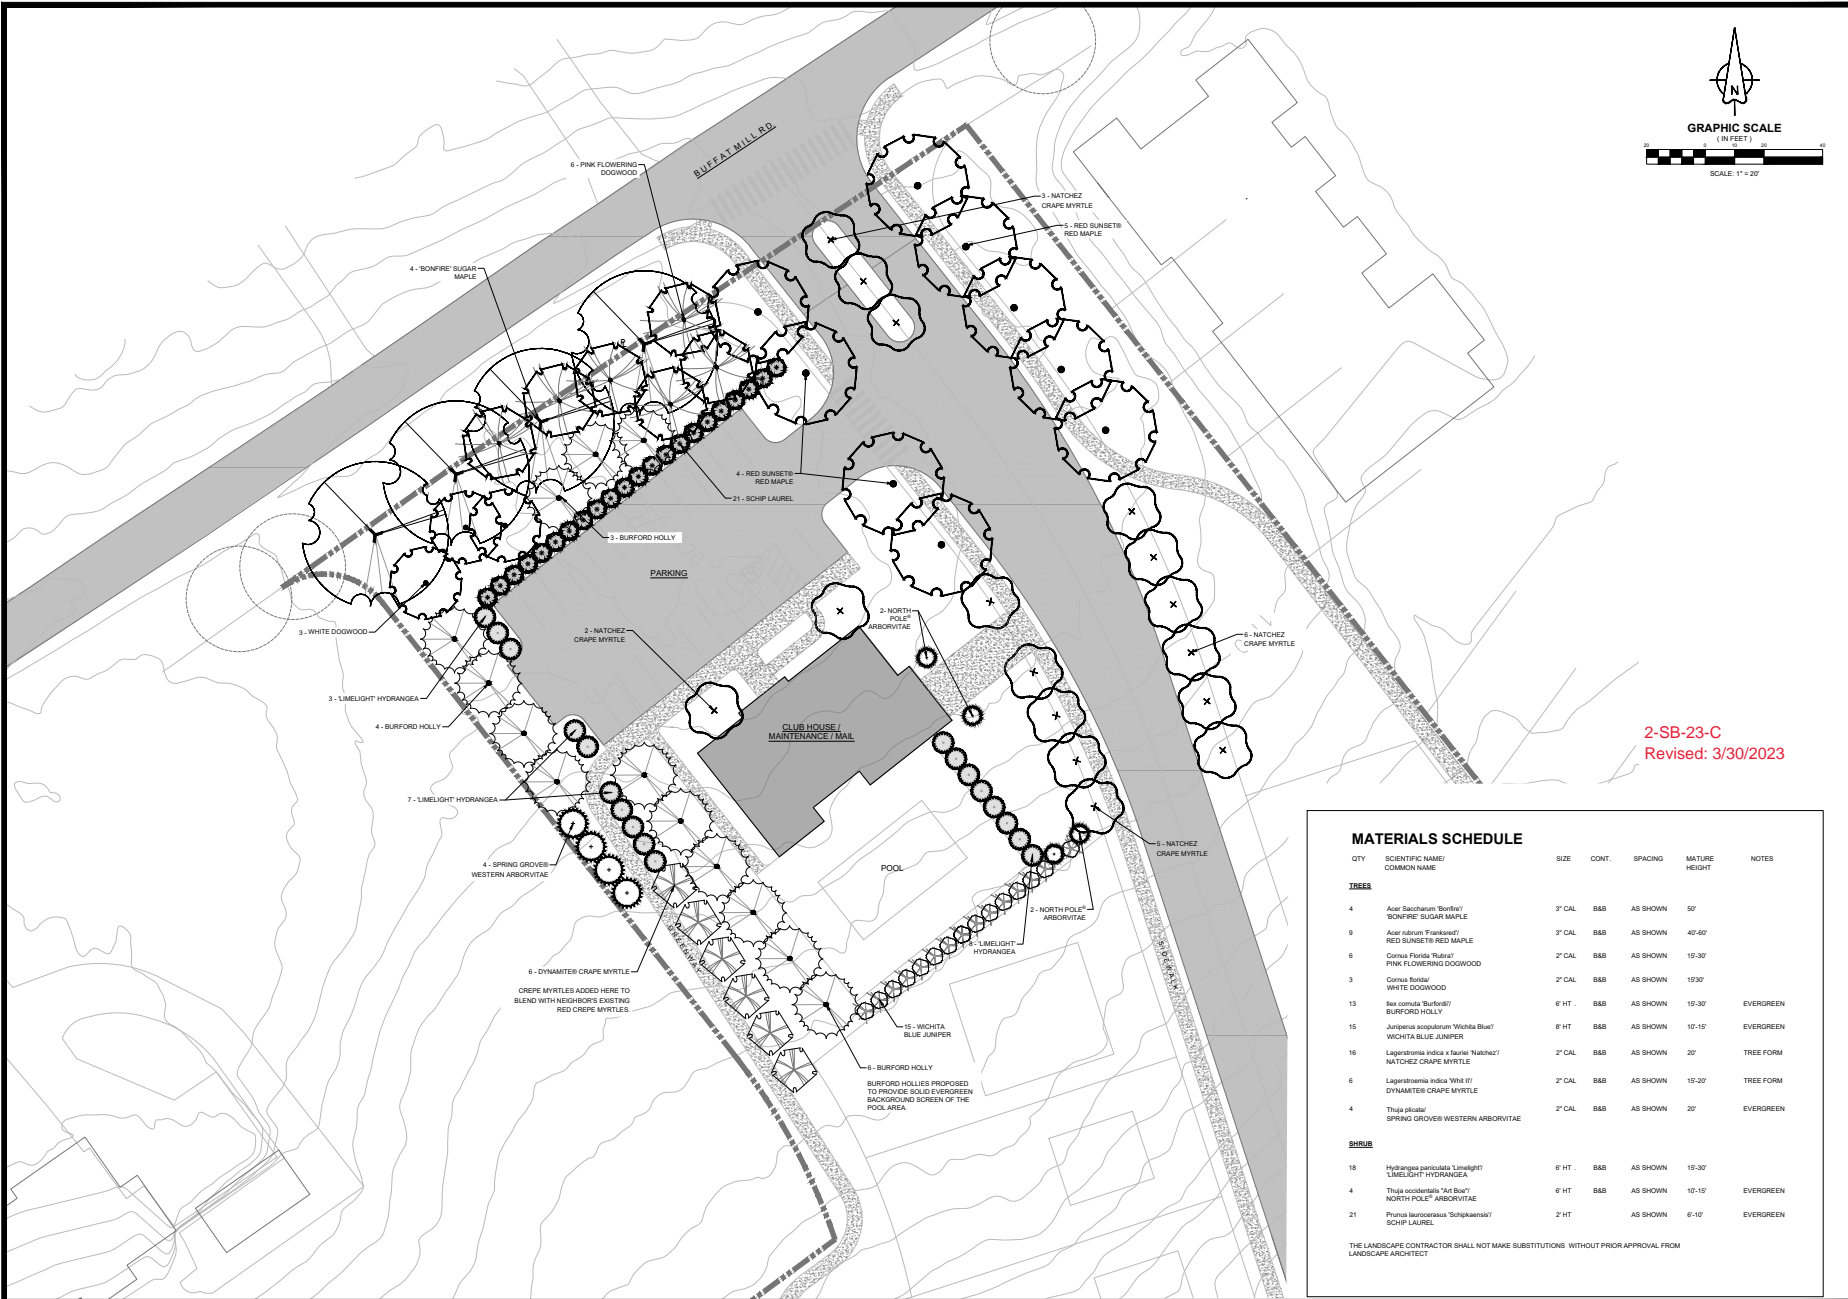 N
GRAPHIC SCALE
( IN FEET )
20 0 10 20 40
SCALE: 1" = 20'
BUFFAT MILL RD
6 - PINK FLOWERING
DOGWOOD
3 - NATCHEZ
CRAPE MYRTLE
5 - RED SUNSET®
RED MAPLE
4 - 'BONFIRE' SUGAR
MAPLE
4 - RED SUNSET®
RED MAPLE
21 - SCHIP LAUREL
3 - BURFORD HOLLY
PARKING
3 - WHITE DOGWOOD
2 - NATCHEZ
CRAPE MYRTLE
2- NORTH
POLE®
ARBORVITAE
6 - NATCHEZ
CRAPE MYRTLE
3 - 'LIMELIGHT' HYDRANGEA
4 - BURFORD HOLLY
CLUB HOUSE /
MAINTENANCE / MAIL
2-SB-23-C
Revised: 3/30/2023
7 - 'LIMELIGHT' HYDRANGEA
4 - SPRING GROVE®
WESTERN ARBORVITAE
POOL
5 - NATCHEZ
CRAPE MYRTLE
2 - NORTH POLE®
ARBORVITAE
8 - 'LIMELIGHT'
HYDRANGEA
GREENWAY
SIDEWALK
6 - DYNAMITE® CRAPE MYRTLE
CREPE MYRTLES ADDED HERE TO
BLEND WITH NEIGHBOR'S EXISTING
RED CREPE MYRTLES.
15 - WICHITA
BLUE JUNIPER
6 - BURFORD HOLLY
BURFORD HOLLIES PROPOSED
TO PROVIDE SOLID EVERGREEN
BACKGROUND SCREEN OF THE
POOL AREA.
MATERIALS SCHEDULE
QTY SCIENTIFIC NAME/ SIZE CONT. SPACING MATURE NOTES
COMMON NAME HEIGHT
TREES
4 Acer Saccharum 'Bonfire'/ 3" CAL B&B AS SHOWN 50'
'BONFIRE' SUGAR MAPLE
9 Acer rubrum 'Franksred'/ 3" CAL B&B AS SHOWN 40'-60'
RED SUNSET® RED MAPLE
6 Cornus Florida 'Rubra'/ 2" CAL B&B AS SHOWN 15'-30'
PINK FLOWERING DOGWOOD
3 Cornus florida/ 2" CAL B&B AS SHOWN 15'30'
WHITE DOGWOOD
13 Ilex cornuta 'Burfordii'/ 6' HT . B&B AS SHOWN 15'-30' EVERGREEN
BURFORD HOLLY
15 Juniperus scopulorum 'Wichita Blue'/ 8' HT B&B AS SHOWN 10'-15' EVERGREEN
WICHITA BLUE JUNIPER
16 Lagerstromia indica x fauriei 'Natchez'/ 2" CAL B&B AS SHOWN 20' TREE FORM
NATCHEZ CRAPE MYRTLE
6 Lagerstroemia indica 'Whit II'/ 2" CAL B&B AS SHOWN 15'-20' TREE FORM
DYNAMITE® CRAPE MYRTLE
4 Thuja plicata/ 2" CAL B&B AS SHOWN 20' EVERGREEN
SPRING GROVE® WESTERN ARBORVITAE
SHRUB
18 Hydrangea paniculata 'Limelight'/ 6' HT . B&B AS SHOWN 15'-30'
'LIMELIGHT' HYDRANGEA
4 Thuja occidentalis "Art Boe"/ 6' HT B&B AS SHOWN 10'-15' EVERGREEN
NORTH POLE® ARBORVITAE
21 Prunus laurocerasus 'Schipkaensis'/ 2' HT AS SHOWN 6'-10' EVERGREEN
SCHIP LAUREL
THE LANDSCAPE CONTRACTOR SHALL NOT MAKE SUBSTITUTIONS WITHOUT PRIOR APPROVAL FROM
LANDSCAPE ARCHITECT